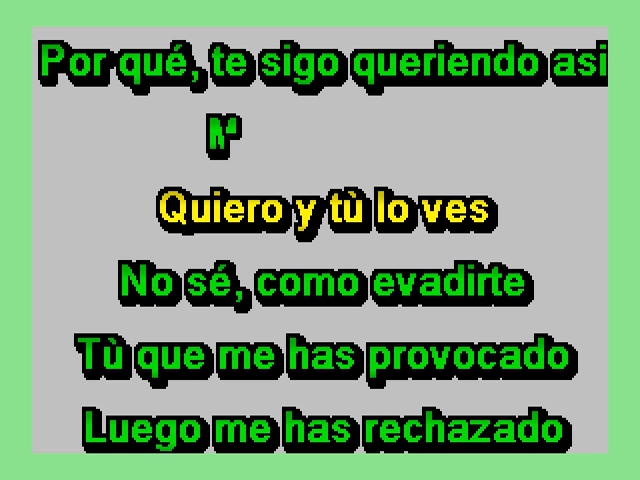 Por qué, te sigo queriendo asi
Quiero y tù lo ves
No sé, como evadirte
Tù que me has provocado
Luego me has rechazado